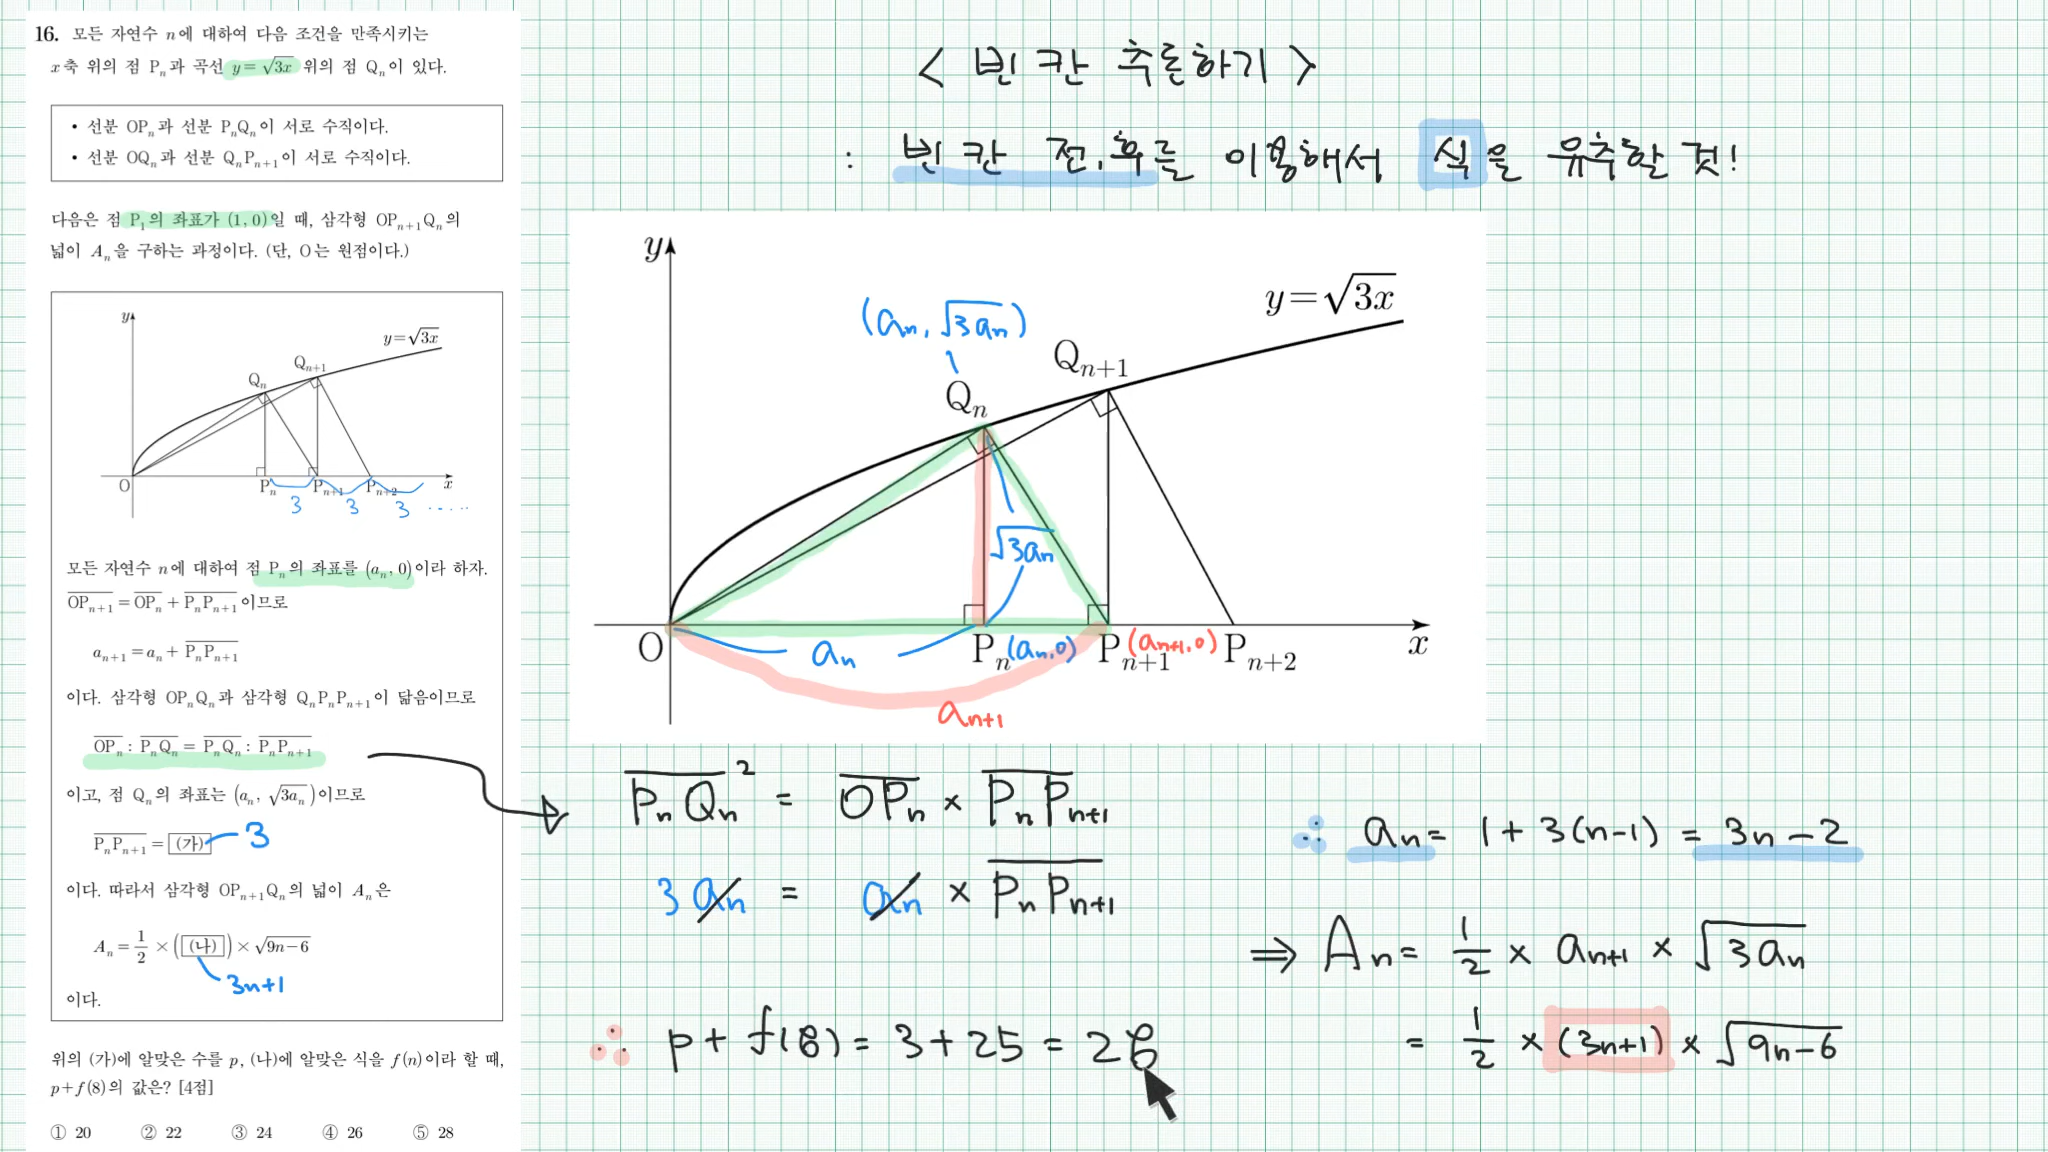 16. 모든 자연수 n에 대하여 다음 조건을 만족시키는
x축 위의 점 Pₙ과 곡선 y=√3x 위의 점 Qₙ이 있다.
• 선분 OPₙ과 선분 PₙQₙ이 서로 수직이다.
• 선분 OQₙ과 선분 QₙPₙ₊₁이 서로 수직이다.
다음은 점 P₁의 좌표가 (1, 0)일 때, 삼각형 OPₙ₊₁Qₙ의
넓이 Aₙ을 구하는 과정이다. (단, O는 원점이다.)
y
y=√3x
Qₙ₊₁
Qₙ
O Pₙ Pₙ₊₁ Pₙ₊₂ x
3 3 3 .....
모든 자연수 n에 대하여 점 Pₙ의 좌표를 (aₙ, 0)이라 하자.
OPₙ₊₁ = OPₙ + PₙPₙ₊₁이므로
aₙ₊₁ = aₙ + PₙPₙ₊₁
이다. 삼각형 OPₙQₙ과 삼각형 QₙPₙPₙ₊₁이 닮음이므로
OPₙ : PₙQₙ = PₙQₙ : PₙPₙ₊₁
이고, 점 Qₙ의 좌표는 (aₙ, √3aₙ)이므로
PₙPₙ₊₁ = (가) 3
이다. 따라서 삼각형 OPₙ₊₁Qₙ의 넓이 Aₙ은
Aₙ = 1/2 × ((나)) × √9n−6
3n+1
이다.
위의 (가)에 알맞은 수를 p, (나)에 알맞은 식을 f(n)이라 할 때,
p+f(8)의 값은? [4점]
① 20 ② 22 ③ 24 ④ 26 ⑤ 28
< 빈 칸 추론하기 >
: 빈 칸 전, 후를 이용해서 식을 유추할 것!
y
y=√3x
(aₙ, √3aₙ)
Qₙ₊₁
Qₙ
√3aₙ
O aₙ Pₙ (aₙ,0) Pₙ₊₁ (aₙ₊₁,0) Pₙ₊₂ x
aₙ₊₁
PₙQₙ² = OPₙ × PₙPₙ₊₁
3aₙ = aₙ × PₙPₙ₊₁
∴ p + f(8) = 3 + 25 = 28
∴ aₙ = 1 + 3(n−1) = 3n − 2
⇒ Aₙ = 1/2 × aₙ₊₁ × √3aₙ
= 1/2 × (3n+1) × √9n−6